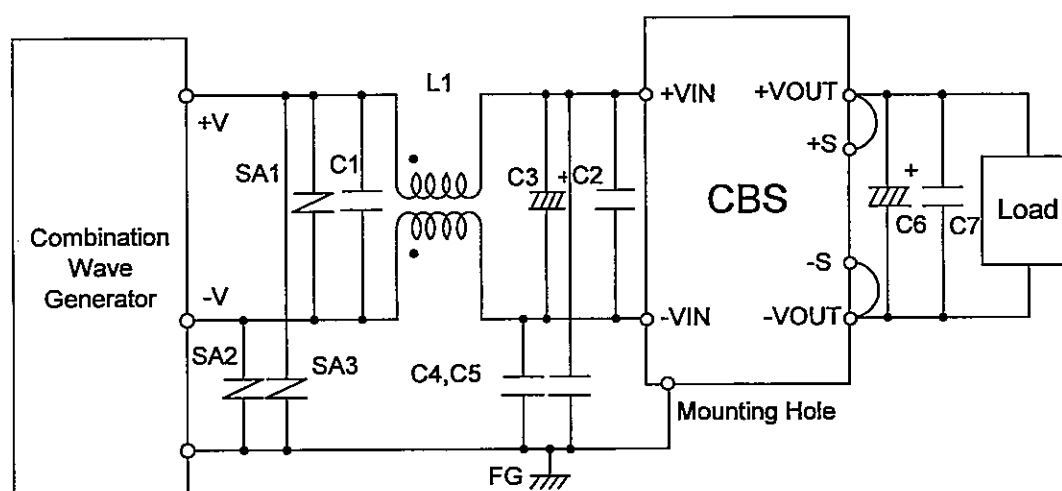 L1
+V
+VIN
+VOUT
+S
SA1
C1
C3
+
C2
CBS
+
C6
C7
Load
Combination
Wave
Generator
-V
-S
-VIN
-VOUT
SA2
SA3
C4,C5
Mounting Hole
FG